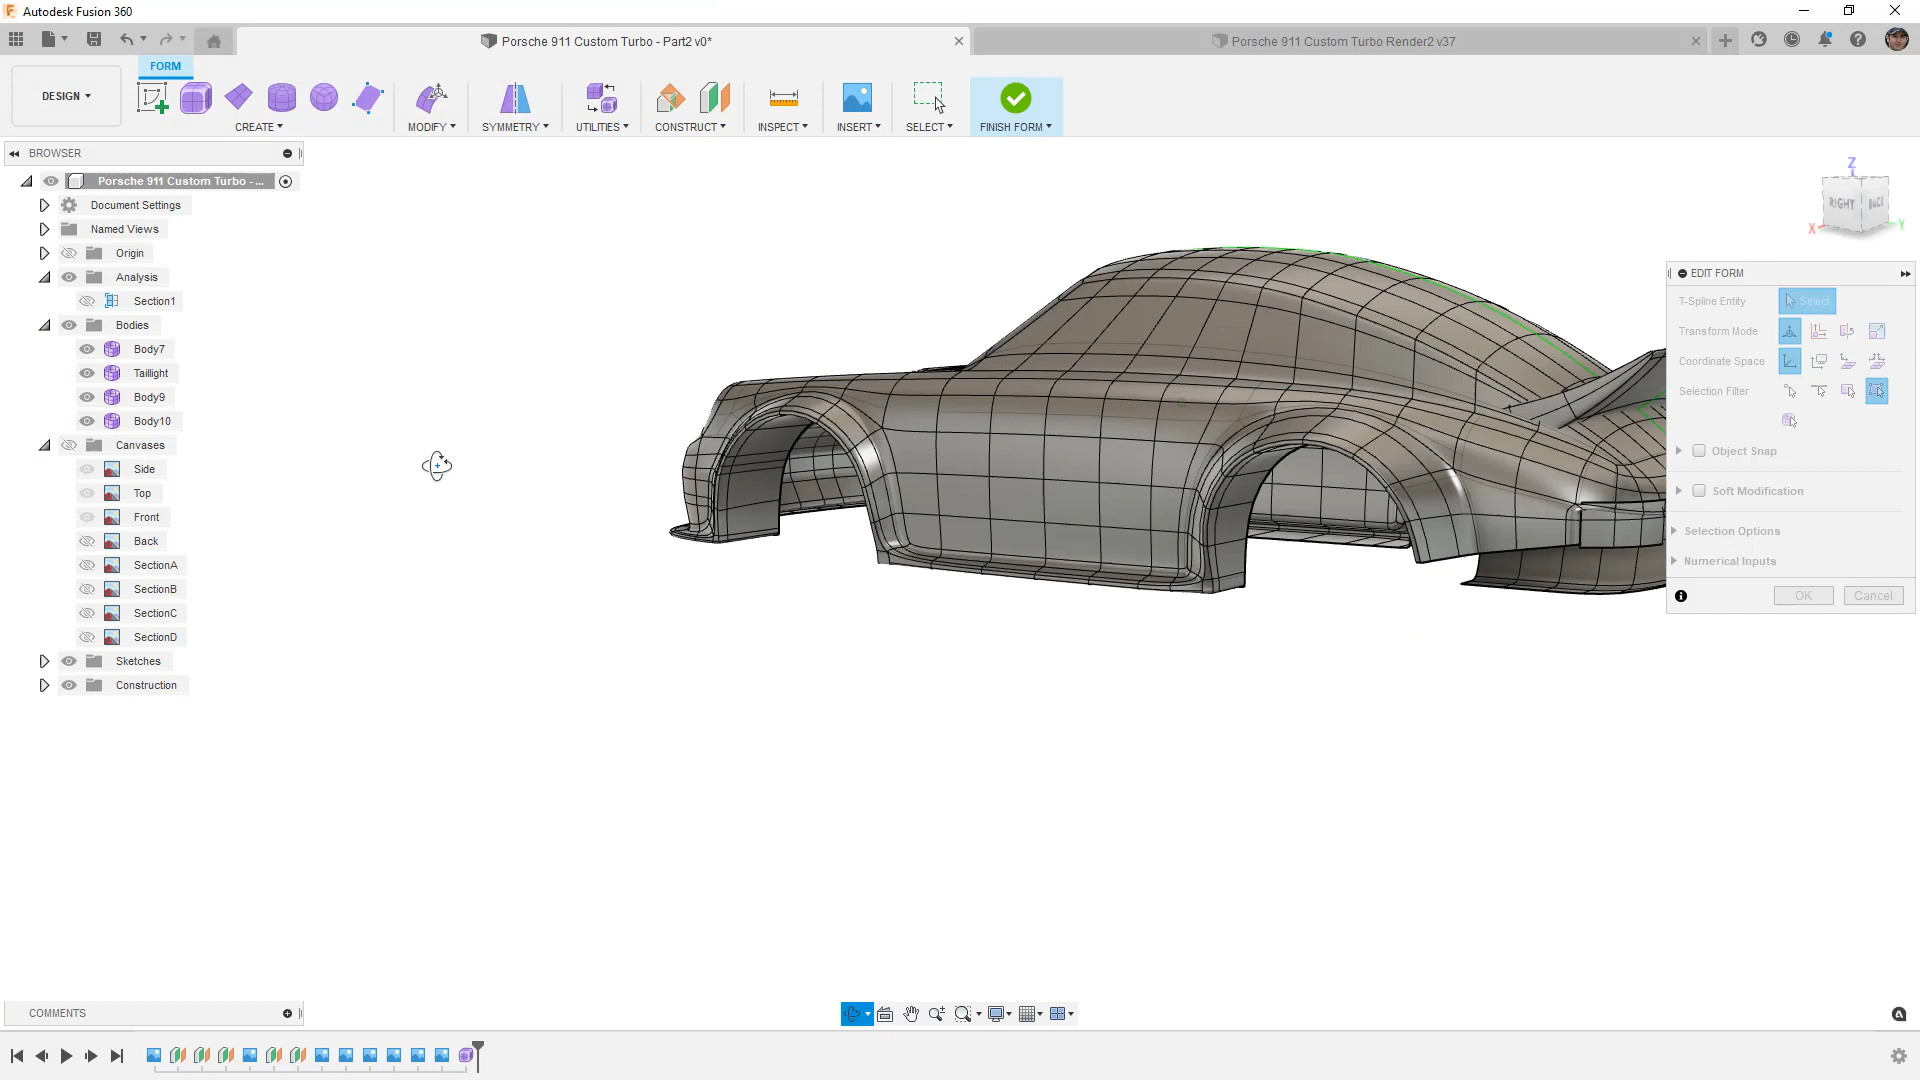 Autodesk Fusion 360
Porsche 911 Custom Turbo - Part2 v0*
Porsche 911 Custom Turbo Render2 v37
FORM
DESIGN
CREATE
MODIFY
SYMMETRY
UTILITIES
CONSTRUCT
INSPECT
INSERT
SELECT
FINISH FORM
BROWSER
Porsche 911 Custom Turbo - ...
Document Settings
Named Views
Origin
Analysis
Section1
Bodies
Body7
Taillight
Body9
Body10
Canvases
Side
Top
Front
Back
SectionA
SectionB
SectionC
SectionD
Sketches
Construction
Z
RIGHT
BACK
X
Y
EDIT FORM
T-Spline Entity
Select
Transform Mode
Coordinate Space
Selection Filter
Object Snap
Soft Modification
Selection Options
Numerical Inputs
OK
Cancel
COMMENTS